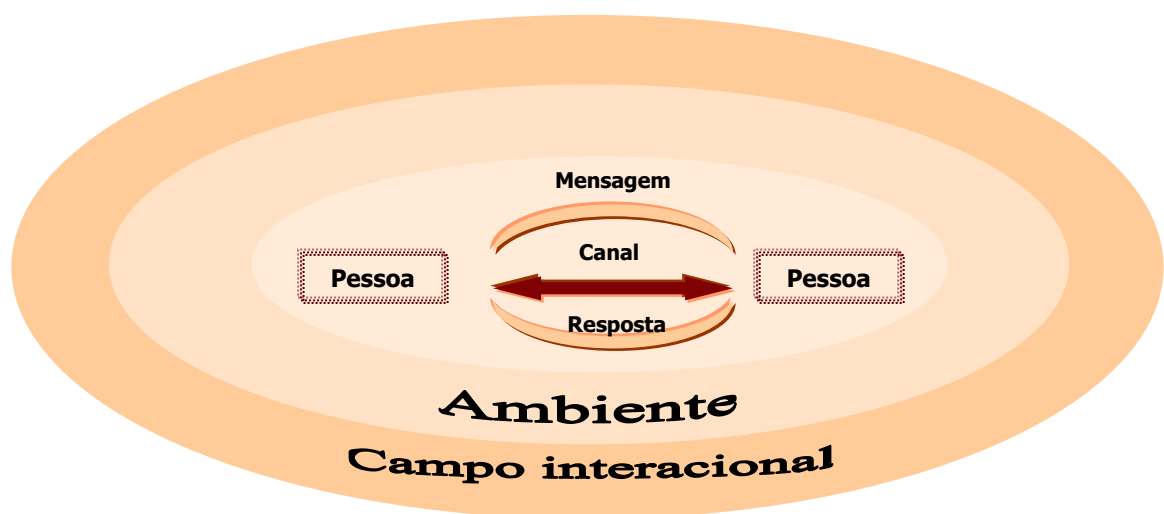 Mensagem
Canal
Pessoa
Pessoa
Resposta
Ambiente
Campo interacional